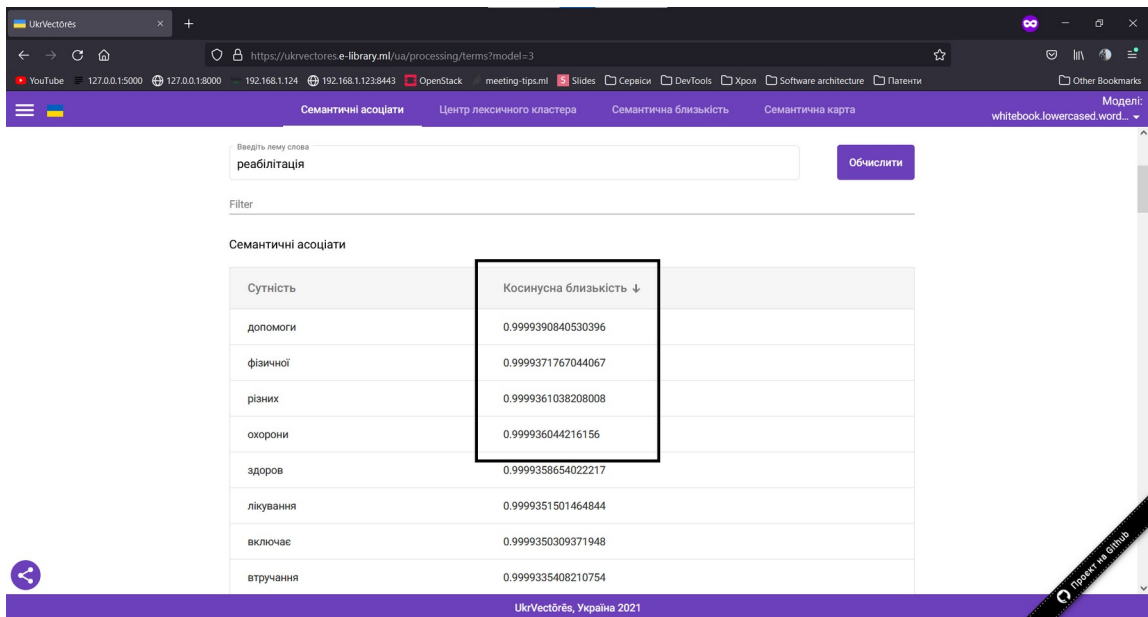 UkrVectōrēs
https://ukrvectores.e-library.ml/ua/processing/terms?model=3
YouTube 127.0.0.1:5000 127.0.0.1:8000 192.168.1.124 192.168.1.123:8443 OpenStack meeting-tips.ml Slides Сервіси DevTools Хрол Software architecture Патенти Other Bookmarks
Семантичні асоціати Центр лексичного кластера Семантична близькість Семантична карта Моделі:
whitebook.lowercased.word...
Введіть лему слова
реабілітація Обчислити
Filter
Семантичні асоціати
Сутність Косинусна близькість
допомоги 0.9999390840530396
фізичної 0.9999371767044067
різних 0.9999361038208008
охорони 0.999936044216156
здоров 0.9999358654022217
лікування 0.9999351501464844
включає 0.9999350309371948
втручання 0.9999335408210754
Проєкт на Github
UkrVectōrēs, Україна 2021